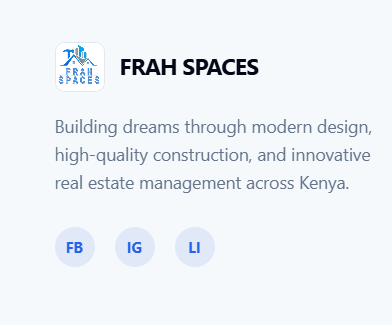 FRAH
SPACES
FRAH SPACES
Building dreams through modern design,
high-quality construction, and innovative
real estate management across Kenya.
FB IG LI